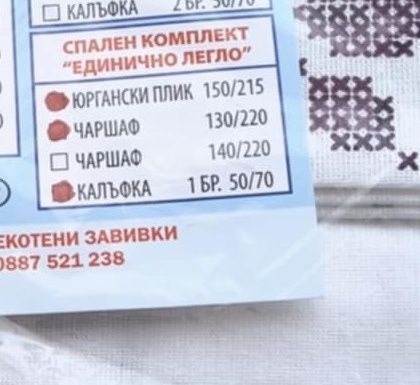 КАЛЪФКА 2 БР. 50/70
СПАЛЕН КОМПЛЕКТ
"ЕДИНИЧНО ЛЕГЛО"
ЮРГАНСКИ ПЛИК 150/215
ЧАРШАФ 130/220
ЧАРШАФ 140/220
КАЛЪФКА 1 БР. 50/70
ЕКОТЕНИ ЗАВИВКИ
0887 521 238